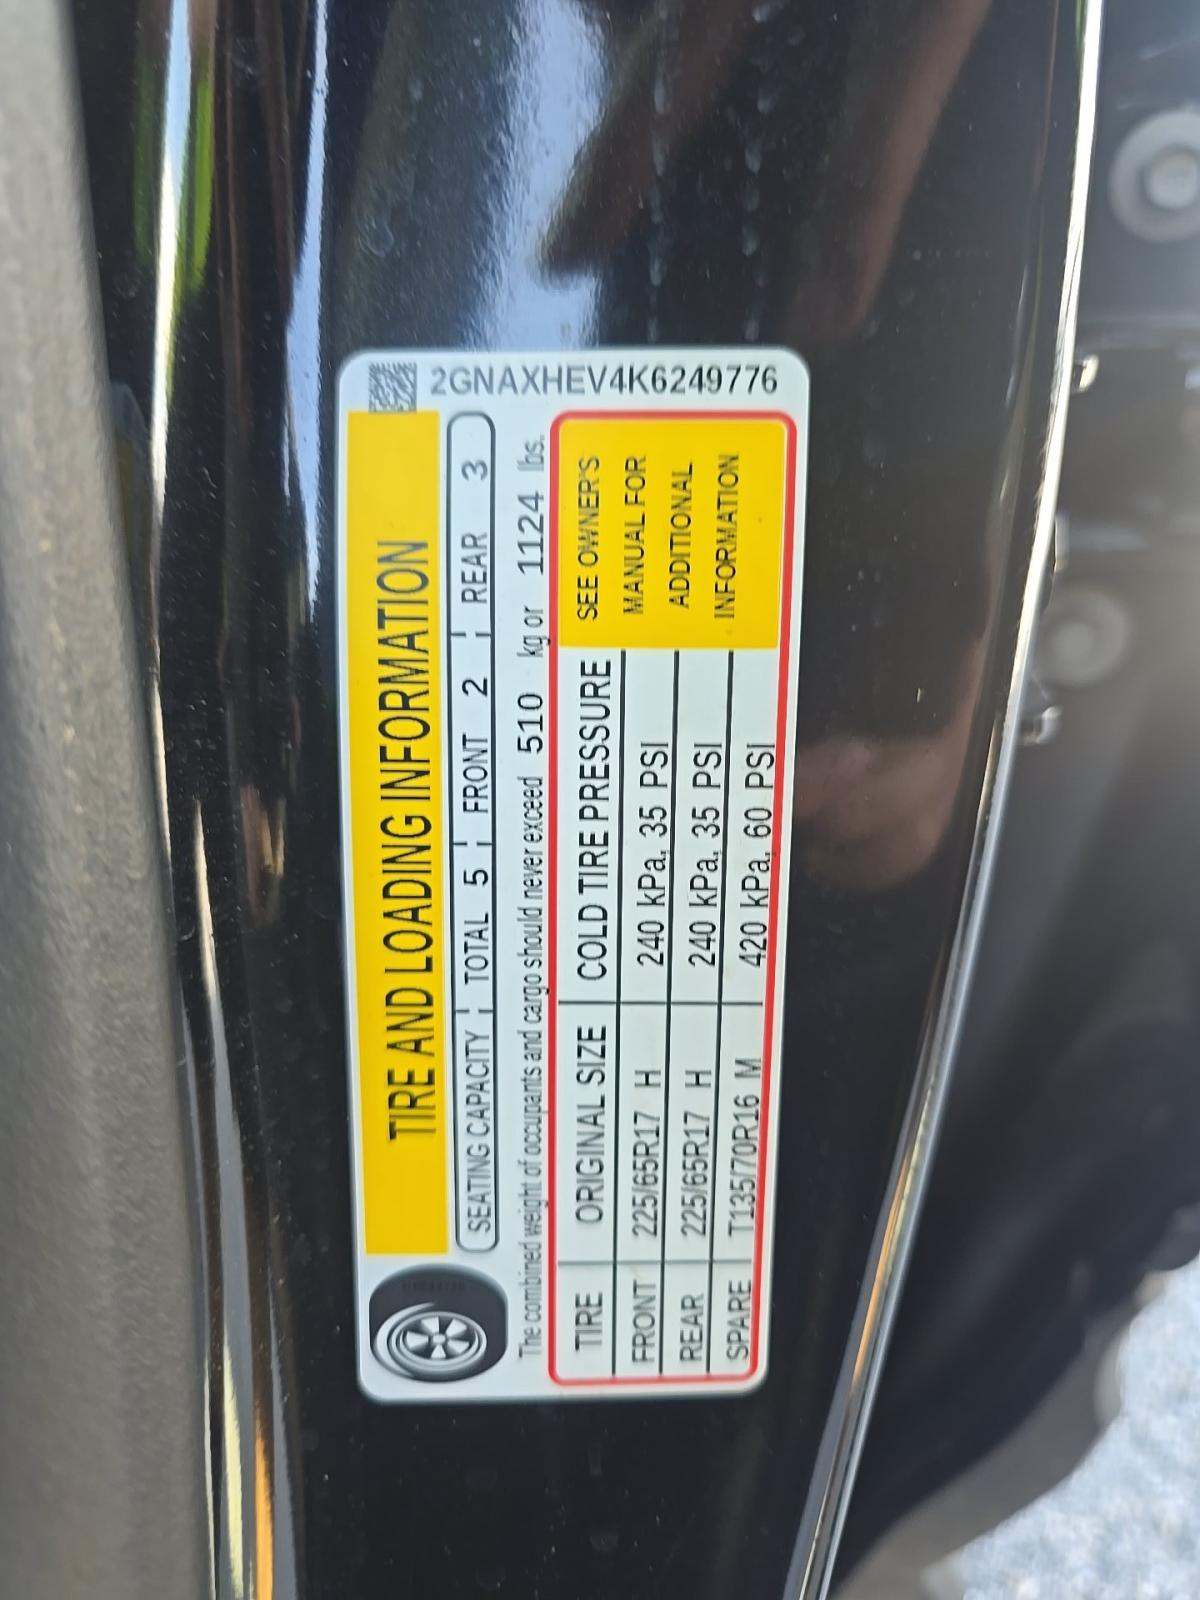 TIRE AND LOADING INFORMATION
SEATING CAPACITY TOTAL 5 FRONT 2 REAR 3
The combined weight of occupants and cargo should never exceed 510 kg or 1124 lbs.
TIRE ORIGINAL SIZE COLD TIRE PRESSURE
FRONT 225/65R17 H 240 kPa, 35 PSI
REAR 225/65R17 H 240 kPa, 35 PSI
SPARE T135/70R16 M 420 kPa, 60 PSI
SEE OWNER'S
MANUAL FOR
ADDITIONAL
INFORMATION
2GNAXHEV4K6249776